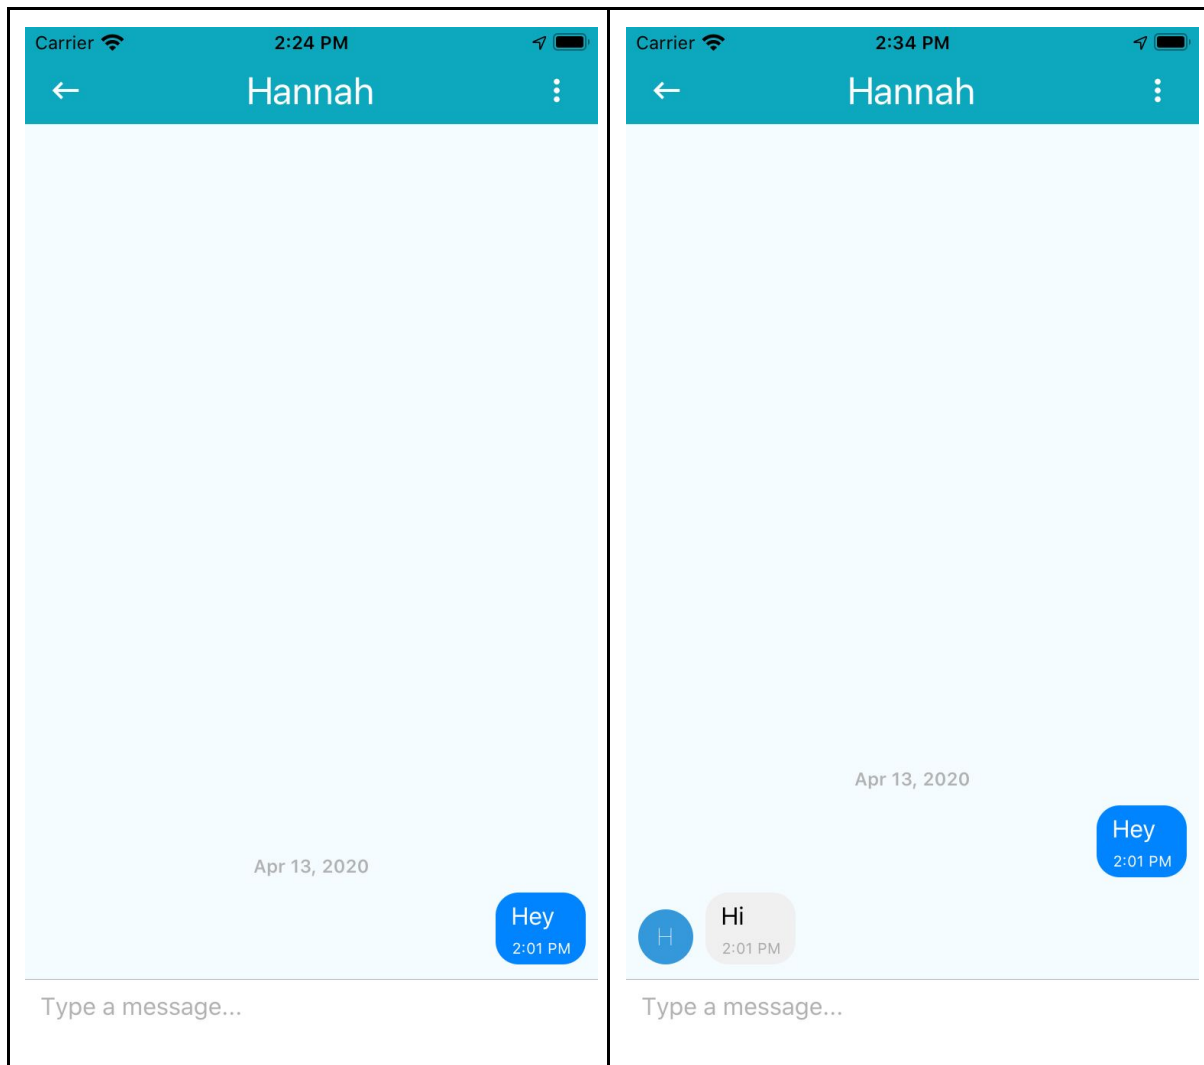 Carrier 2:24 PM
Hannah
Apr 13, 2020
Hey
2:01 PM
Type a message...
Carrier 2:34 PM
Hannah
Apr 13, 2020
Hey
2:01 PM
H
Hi
2:01 PM
Type a message...